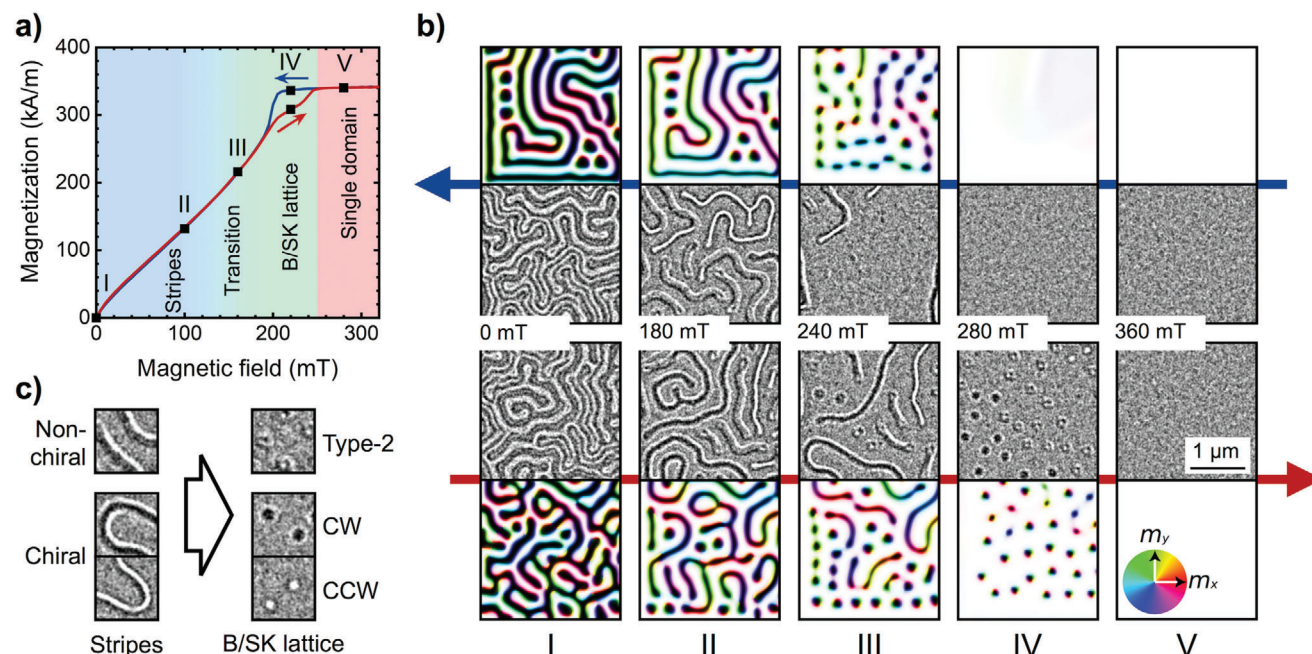 a)
400
300
200
100
0
Magnetization (kA/m)
0
100
200
300
Magnetic field (mT)
I
II
III
IV
V
Stripes
Transition
B/SK lattice
Single domain
b)
0 mT
180 mT
240 mT
280 mT
360 mT
1 µm
my
mx
I
II
III
IV
V
c)
Non-
chiral
Type-2
Chiral
CW
CCW
Stripes
B/SK lattice